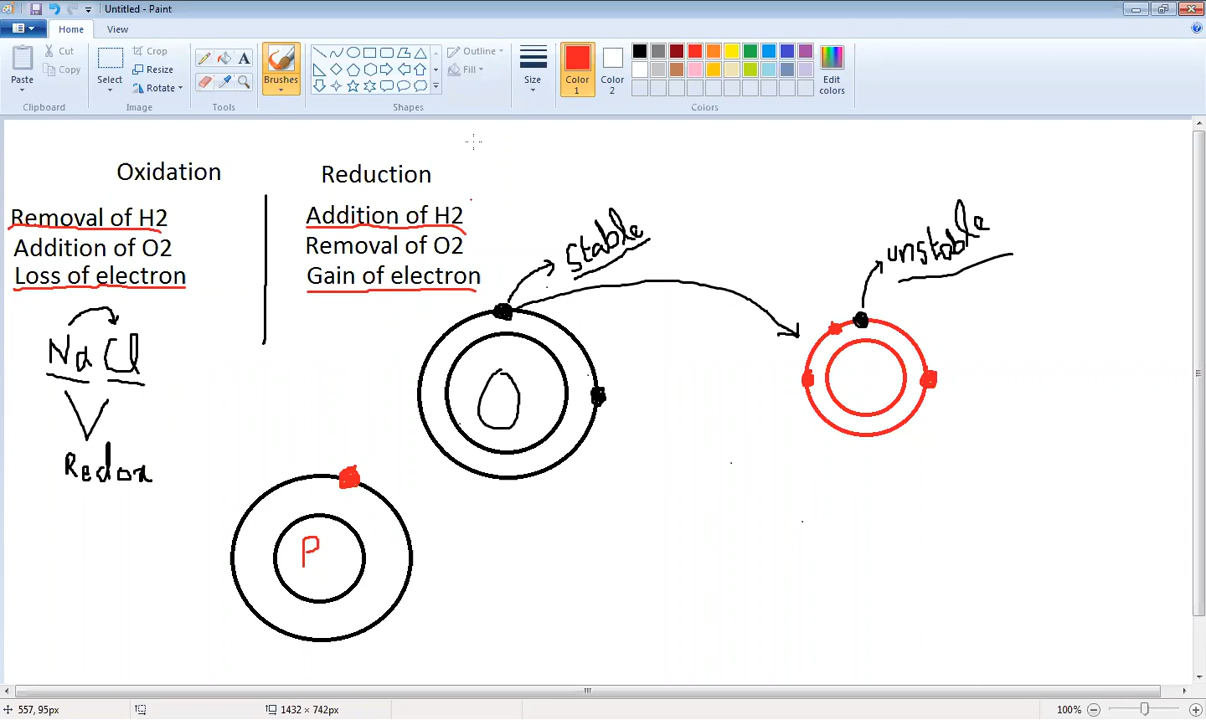 Untitled - Paint
Home View
Paste
Cut
Copy
Clipboard
Select
Crop
Resize
Rotate
Image
Tools
Brushes
Outline
Fill
Shapes
Size
Color 1
Color 2
Edit colors
Colors
Oxidation
Removal of H2
Addition of O2
Loss of electron
Reduction
Addition of H2
Removal of O2
Gain of electron
Stable
unstable
NaCl
Redox
P
557, 95px
1432 × 742px
100%